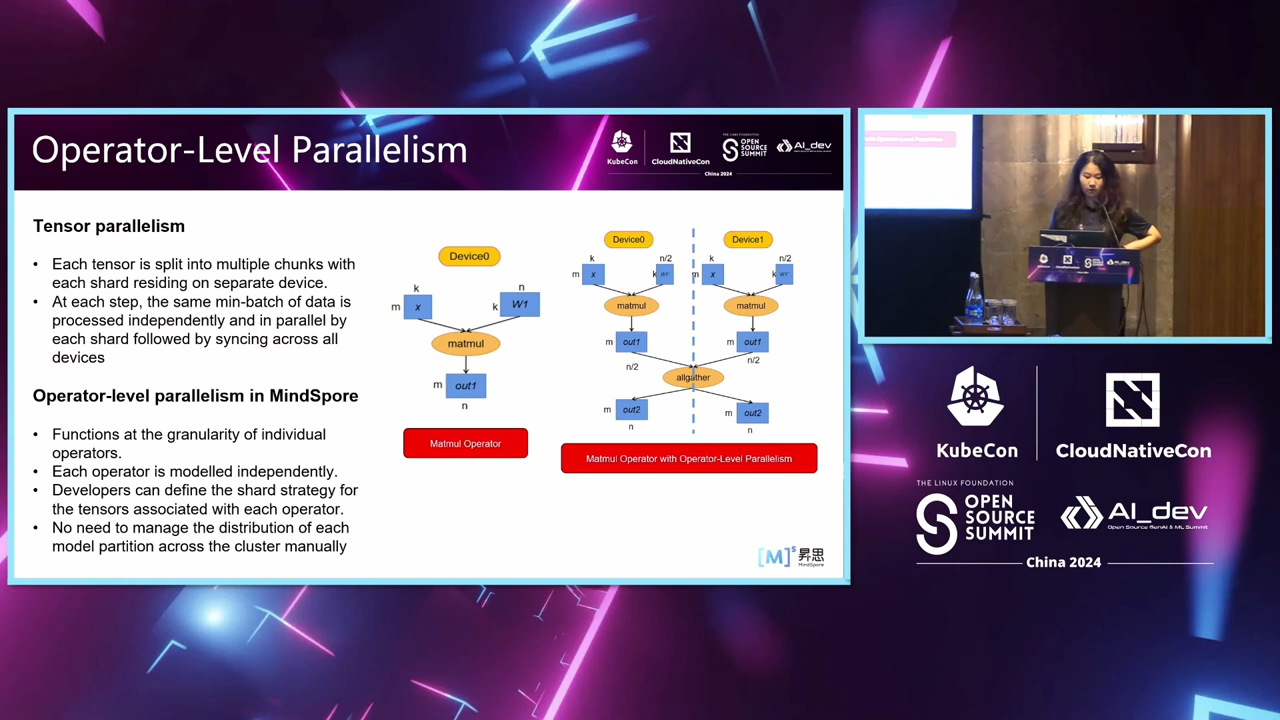 Operator-Level Parallelism
KubeCon
CloudNativeCon
THE LINUX FOUNDATION
OPEN
SOURCE
SUMMIT
AI_dev
China 2024
Tensor parallelism
• Each tensor is split into multiple chunks with
each shard residing on separate device.
• At each step, the same min-batch of data is
processed independently and in parallel by
each shard followed by syncing across all
devices
Operator-level parallelism in MindSpore
• Functions at the granularity of individual
operators.
• Each operator is modelled independently.
• Developers can define the shard strategy for
the tensors associated with each operator.
• No need to manage the distribution of each
model partition across the cluster manually
Device0
k
n
m
x
k
W1
matmul
m
out1
n
Matmul Operator
Device0
Device1
k
n/2
k
n/2
m
x
k
W1'
m
x
k
W1'
matmul
matmul
m
out1
m
out1
n/2
n/2
allgather
m
out2
m
out2
n
n
Matmul Operator with Operator-Level Parallelism
[M]s 昇思
MindSpore
KubeCon
CloudNativeCon
THE LINUX FOUNDATION
OPEN
SOURCE
SUMMIT
AI_dev
Open Source GenAI & ML Summit
China 2024